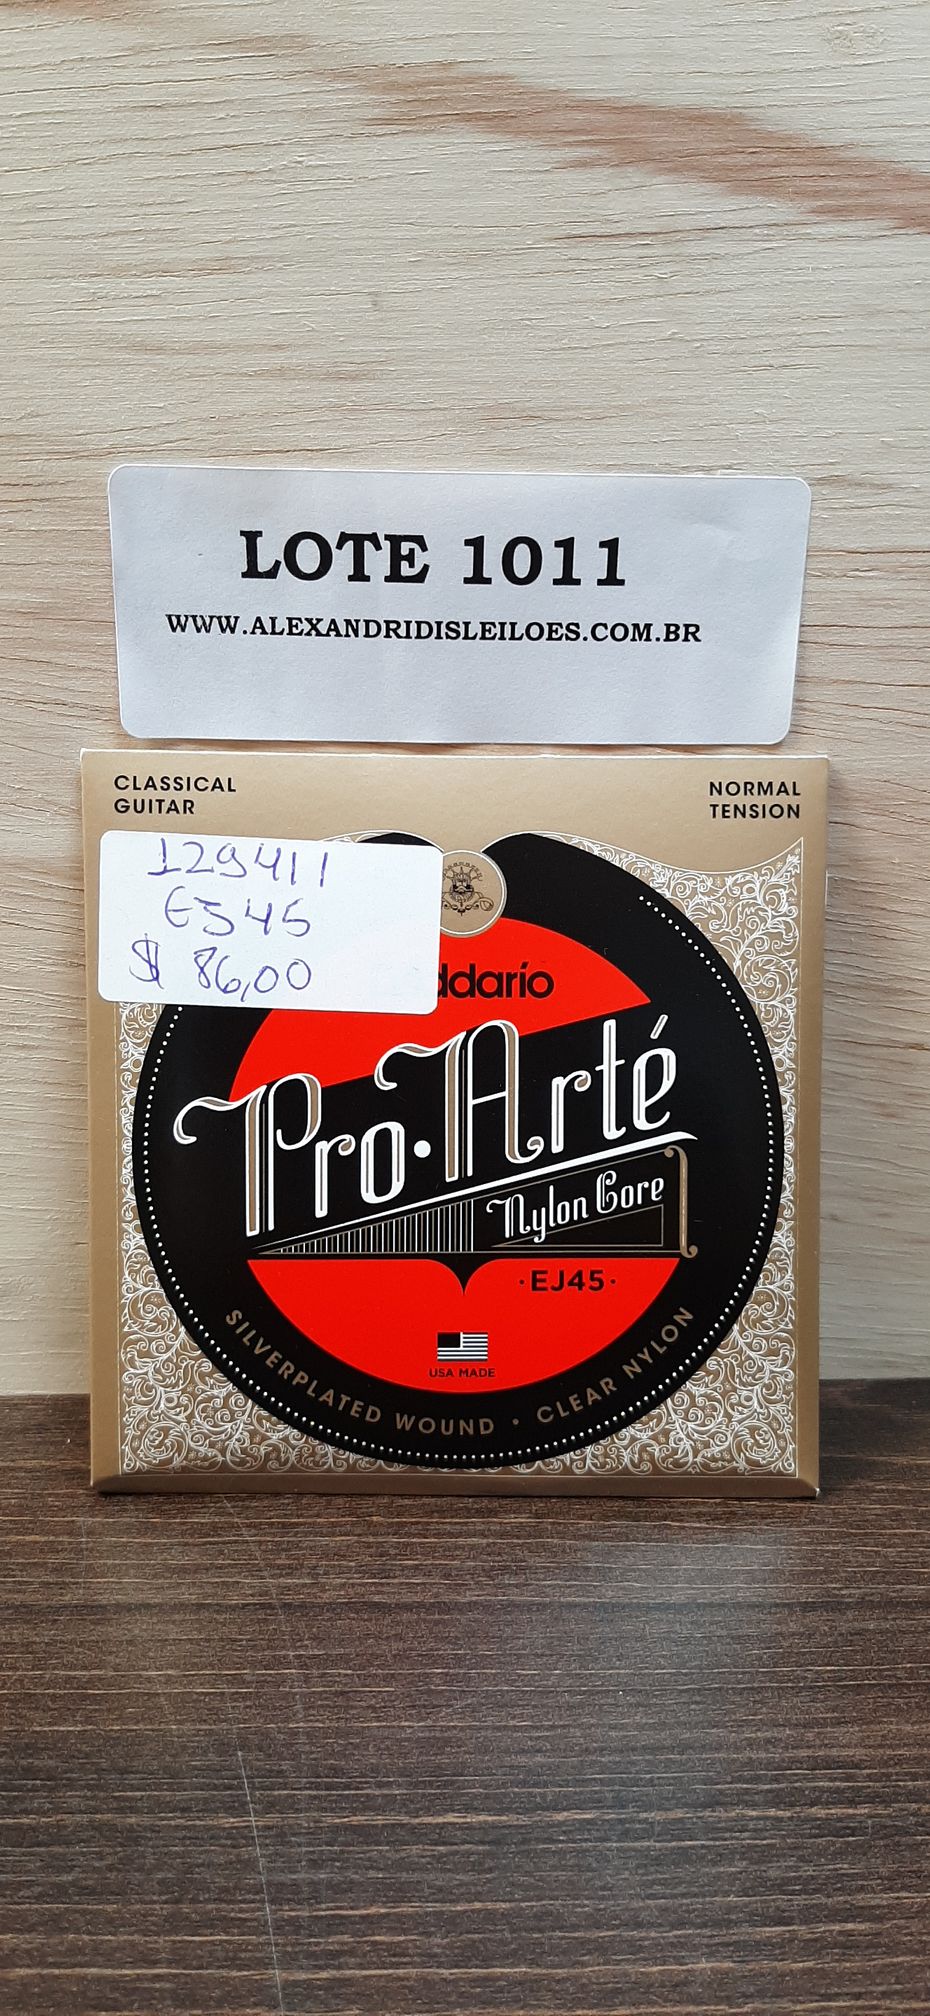 LOTE 1011
WWW.ALEXANDRIDISLEILOES.COM.BR
CLASSICAL
GUITAR
NORMAL
TENSION
129411
EJ45
$ 86,00
ddario
Pro·Arté
Nylon Core
·EJ45·
USA MADE
SILVERPLATED WOUND · CLEAR NYLON